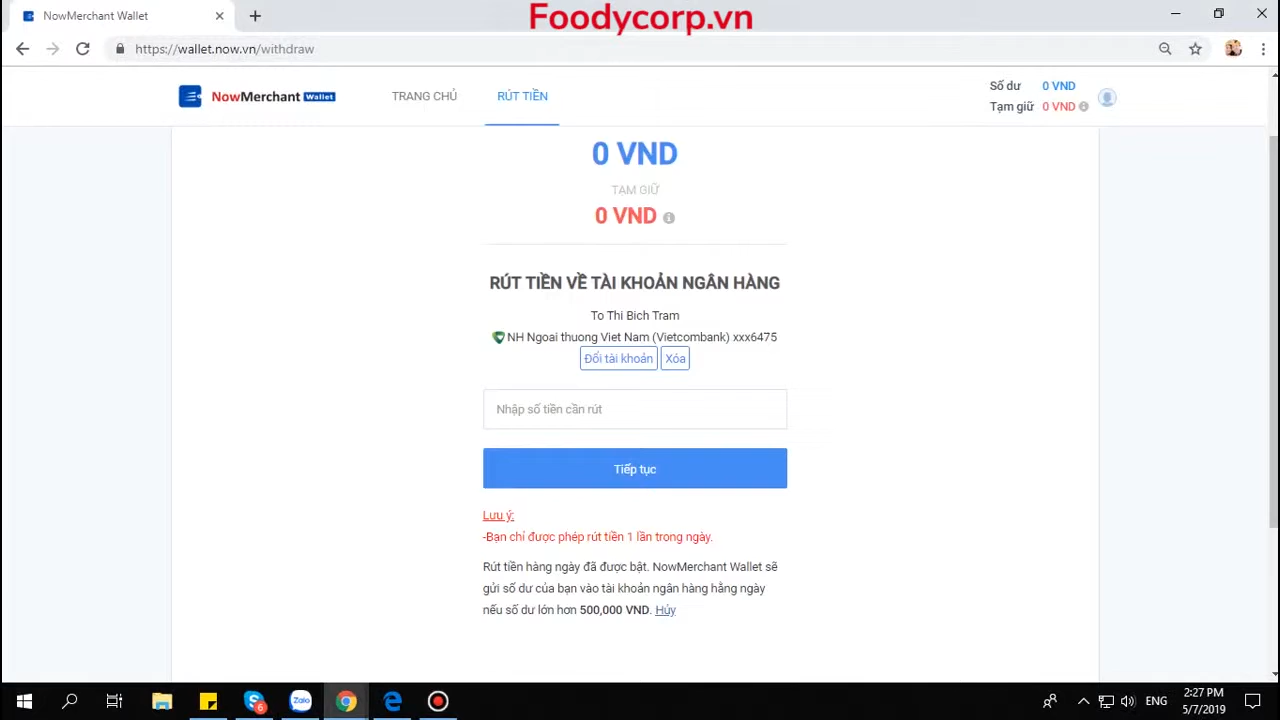 NowMerchant Wallet
Foodycorp.vn
https://wallet.now.vn/withdraw
NowMerchant Wallet
TRANG CHỦ
RÚT TIỀN
Số dư 0 VND
Tạm giữ 0 VND
0 VND
TẠM GIỮ
0 VND
RÚT TIỀN VỀ TÀI KHOẢN NGÂN HÀNG
To Thi Bich Tram
NH Ngoai thuong Viet Nam (Vietcombank) xxx6475
Đổi tài khoản Xóa
Nhập số tiền cần rút
Tiếp tục
Lưu ý:
-Bạn chỉ được phép rút tiền 1 lần trong ngày.
Rút tiền hàng ngày đã được bật. NowMerchant Wallet sẽ
gửi số dư của bạn vào tài khoản ngân hàng hằng ngày
nếu số dư lớn hơn 500,000 VND. Hủy
6
Zalo
ENG
2:27 PM
5/7/2019